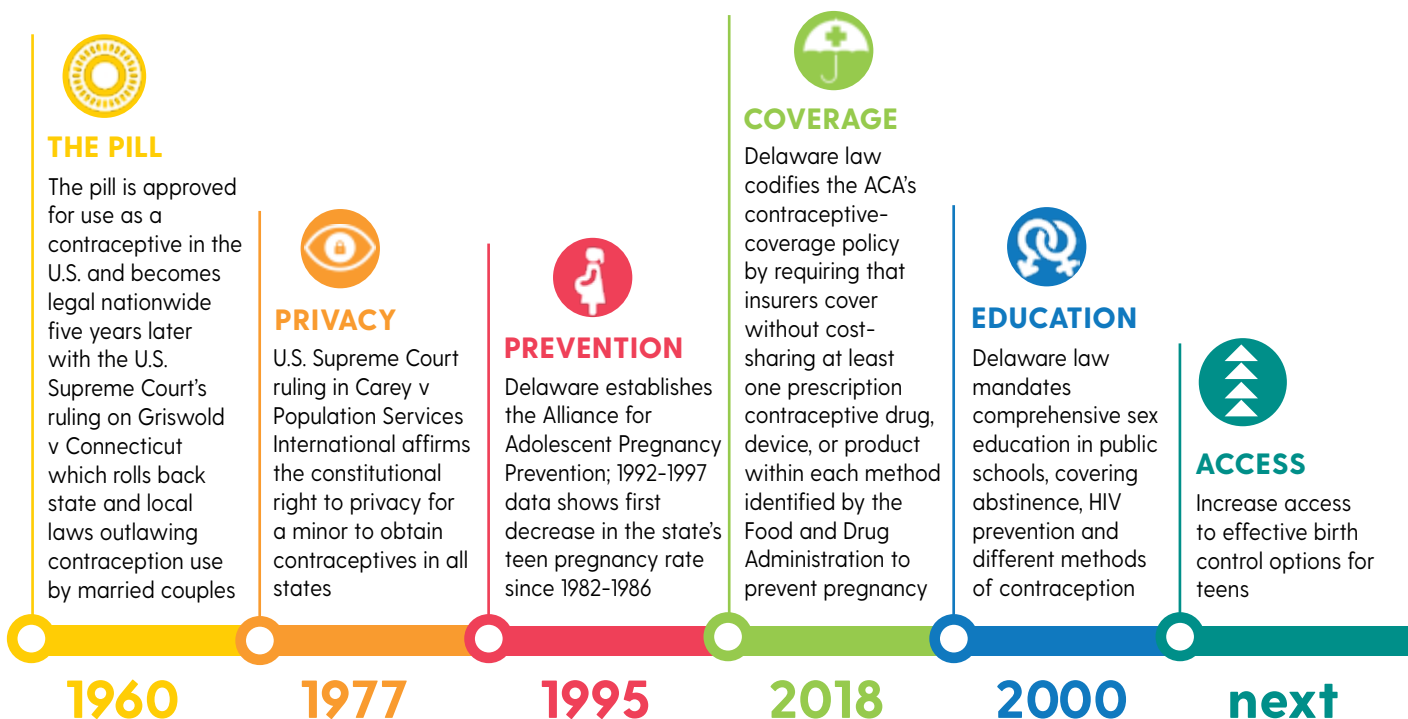 THE PILL
The pill is approved
for use as a
contraceptive in the
U.S. and becomes
legal nationwide
five years later
with the U.S.
Supreme Court's
ruling on Griswold
v Connecticut
which rolls back
state and local
laws outlawing
contraception use
by married couples
1960
PRIVACY
U.S. Supreme Court
ruling in Carey v
Population Services
International affirms
the constitutional
right to privacy for
a minor to obtain
contraceptives in all
states
1977
PREVENTION
Delaware establishes
the Alliance for
Adolescent Pregnancy
Prevention; 1992-1997
data shows first
decrease in the state's
teen pregnancy rate
since 1982-1986
1995
COVERAGE
Delaware law
codifies the ACA's
contraceptive-
coverage policy
by requiring that
insurers cover
without cost-
sharing at least
one prescription
contraceptive drug,
device, or product
within each method
identified by the
Food and Drug
Administration to
prevent pregnancy
2018
EDUCATION
Delaware law
mandates
comprehensive sex
education in public
schools, covering
abstinence, HIV
prevention and
different methods
of contraception
2000
ACCESS
Increase access
to effective birth
control options for
teens
next